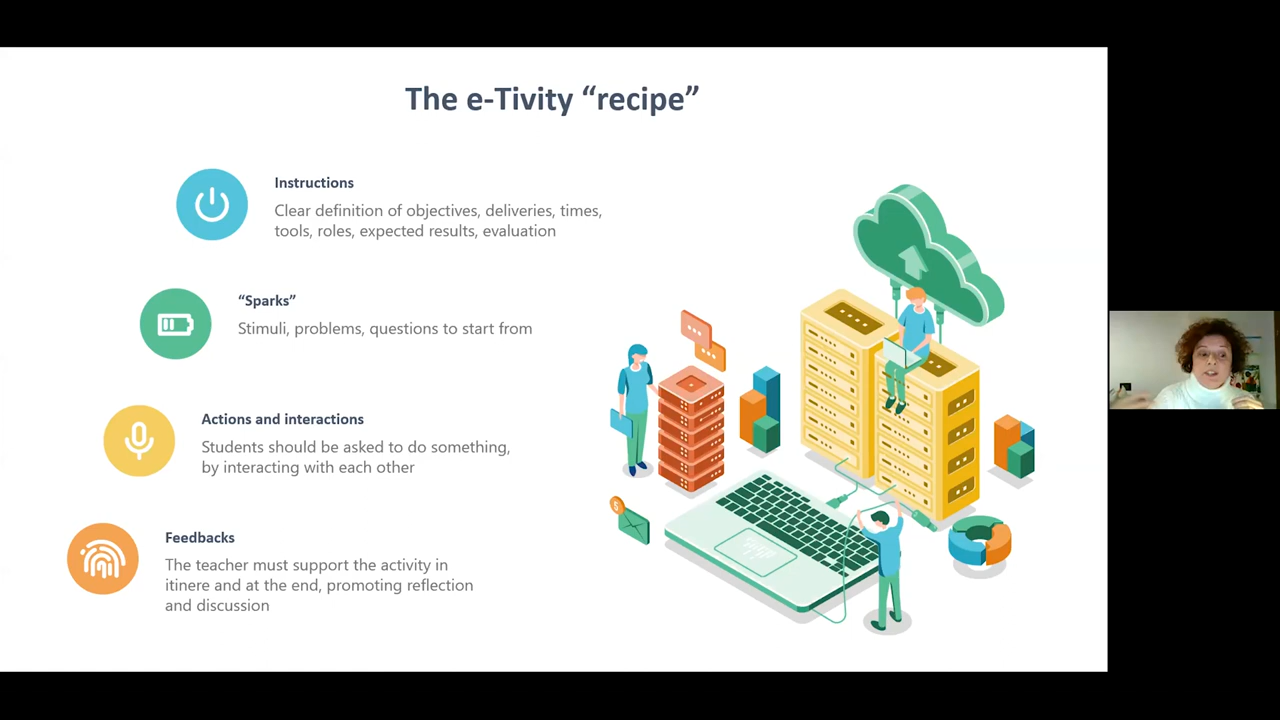 The e-Tivity “recipe”
Instructions
Clear definition of objectives, deliveries, times,
tools, roles, expected results, evaluation
“Sparks”
Stimuli, problems, questions to start from
Actions and interactions
Students should be asked to do something,
by interacting with each other
Feedbacks
The teacher must support the activity in
itinere and at the end, promoting reflection
and discussion